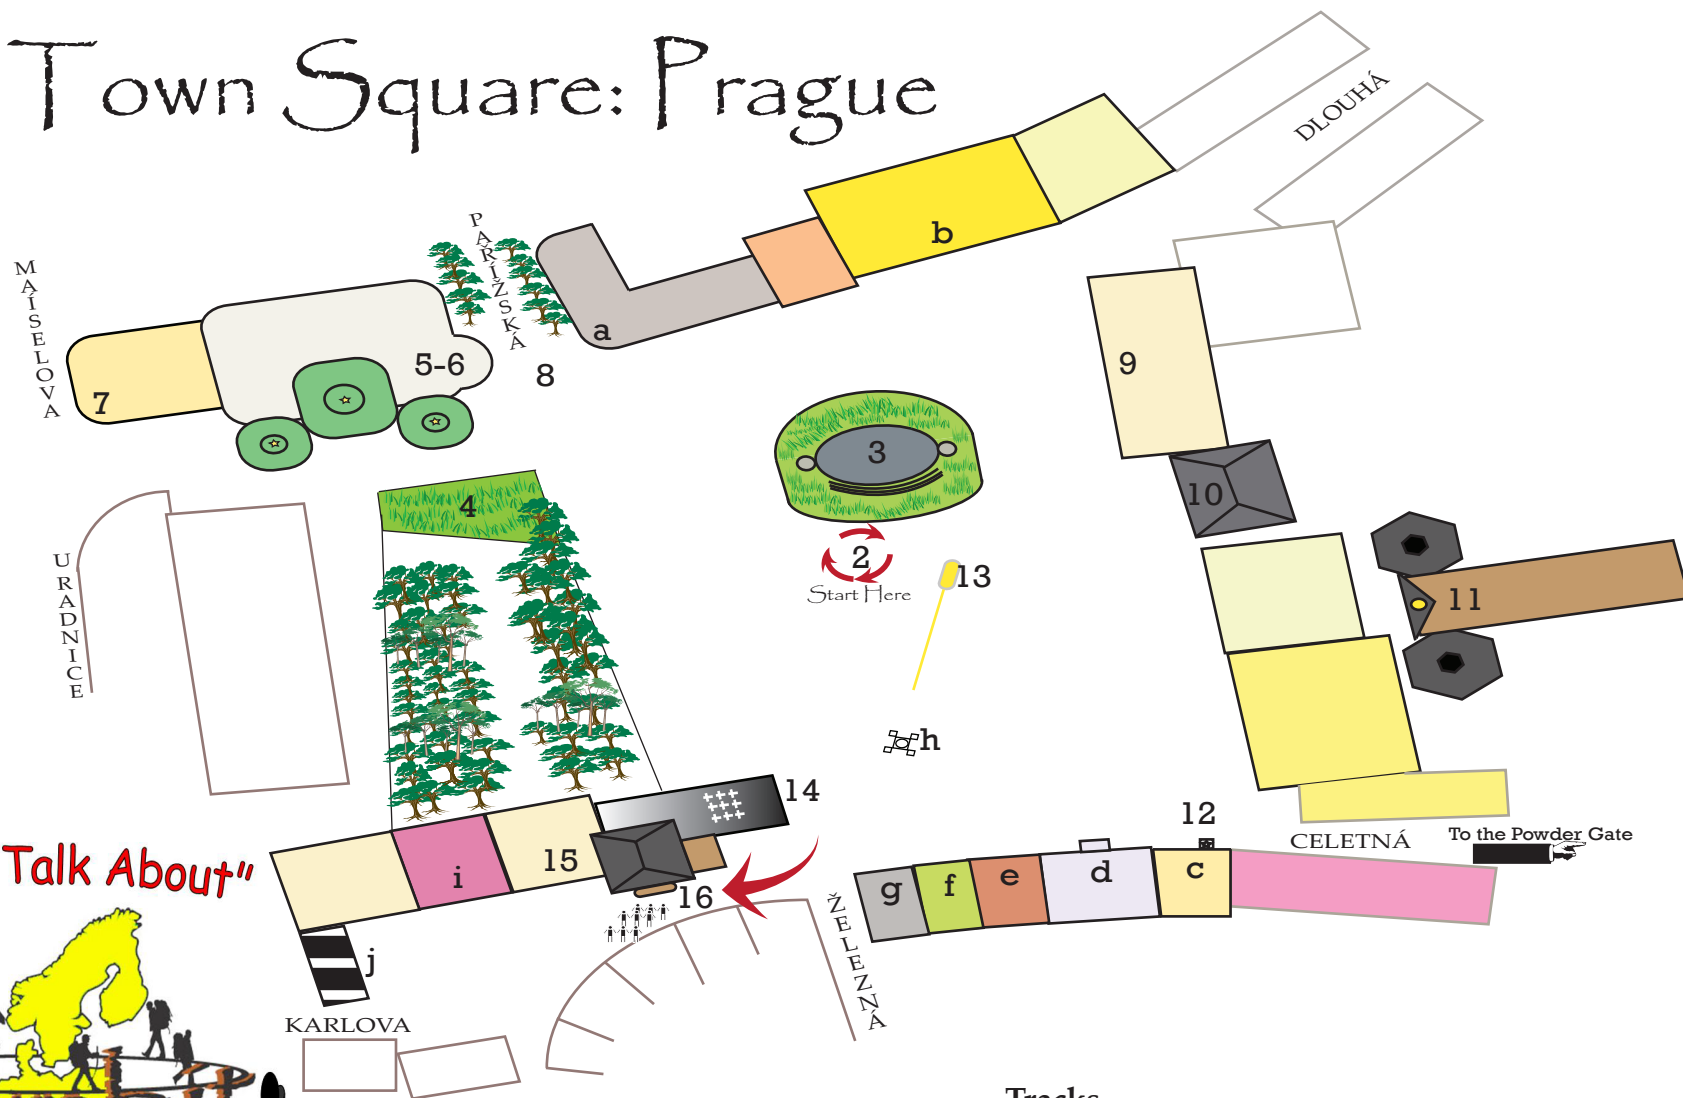 Town Square: Prague
DLOUHÁ
PAŘÍŽSKÁ
MAÍSELOVA
b
a
5-6
8
7
9
3
4
10
2
Start Here
13
11
URADNICE
h
14
12
CELETNÁ
To the Powder Gate
Talk About"
15
i
16
g
f
e
d
c
ŽELEZNÁ
j
KARLOVA
Tracks